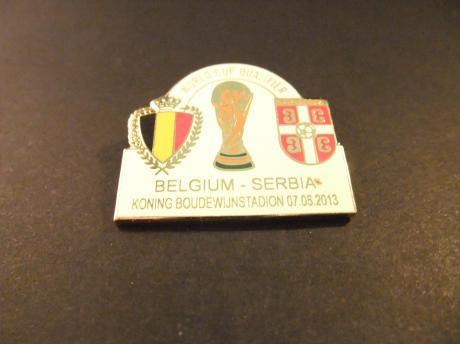 WORLD CUP QUALIFIER
BELGIUM - SERBIA
KONING BOUDEWIJNSTADION 07.06.2013